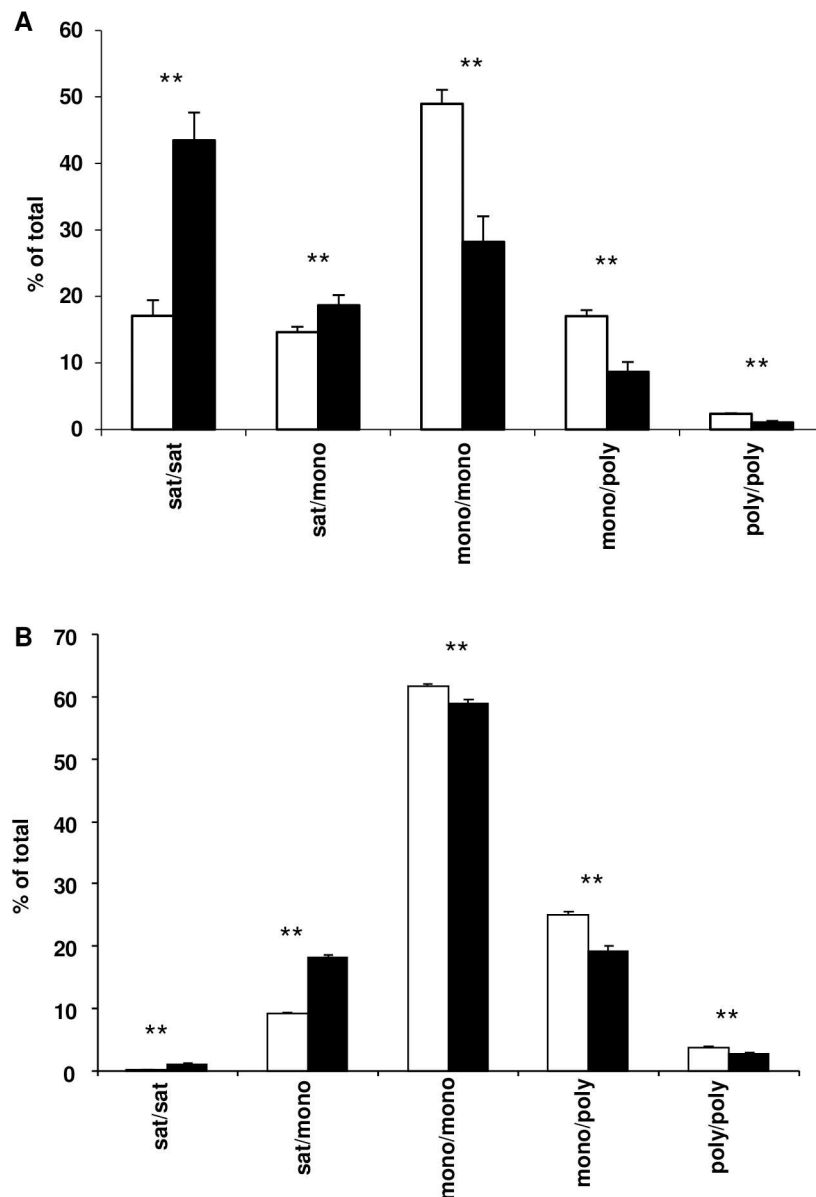 A
60
50
40
30
20
10
0
% of total
**
**
**
**
**
sat/sat
sat/mono
mono/mono
mono/poly
poly/poly
B
70
60
50
40
30
20
10
0
% of total
**
**
**
**
**
sat/sat
sat/mono
mono/mono
mono/poly
poly/poly